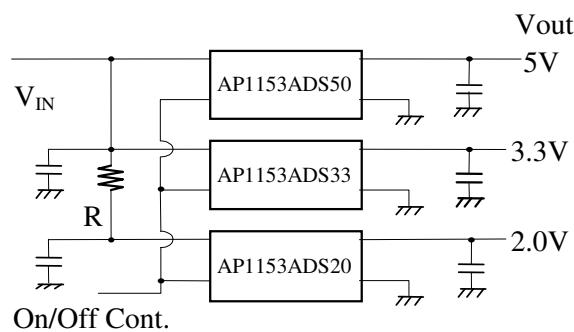 Vout
5V
V_IN
AP1153ADS50
3.3V
AP1153ADS33
R
2.0V
AP1153ADS20
On/Off Cont.